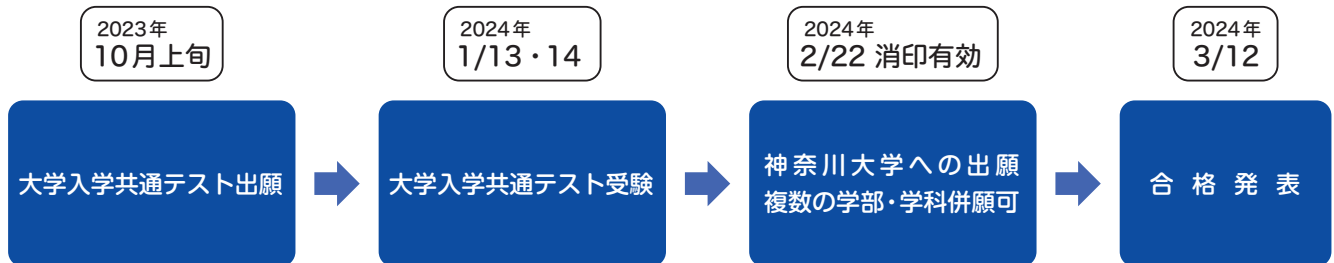 2023年
10月上旬
2024年
1/13・14
2024年
2/22 消印有効
2024年
3/12
大学入学共通テスト出願
大学入学共通テスト受験
神奈川大学への出願
複数の学部・学科併願可
合格発表